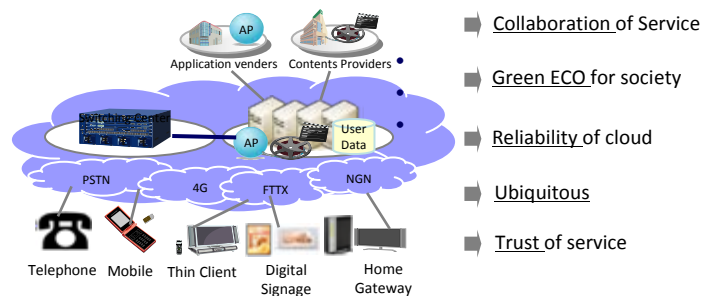 AP
Application venders
Contents Providers
Switching Center
AP
User
Data
PSTN
4G
FTTX
NGN
Telephone
Mobile
Thin Client
Digital
Signage
Home
Gateway
Collaboration of Service
Green ECO for society
Reliability of cloud
Ubiquitous
Trust of service